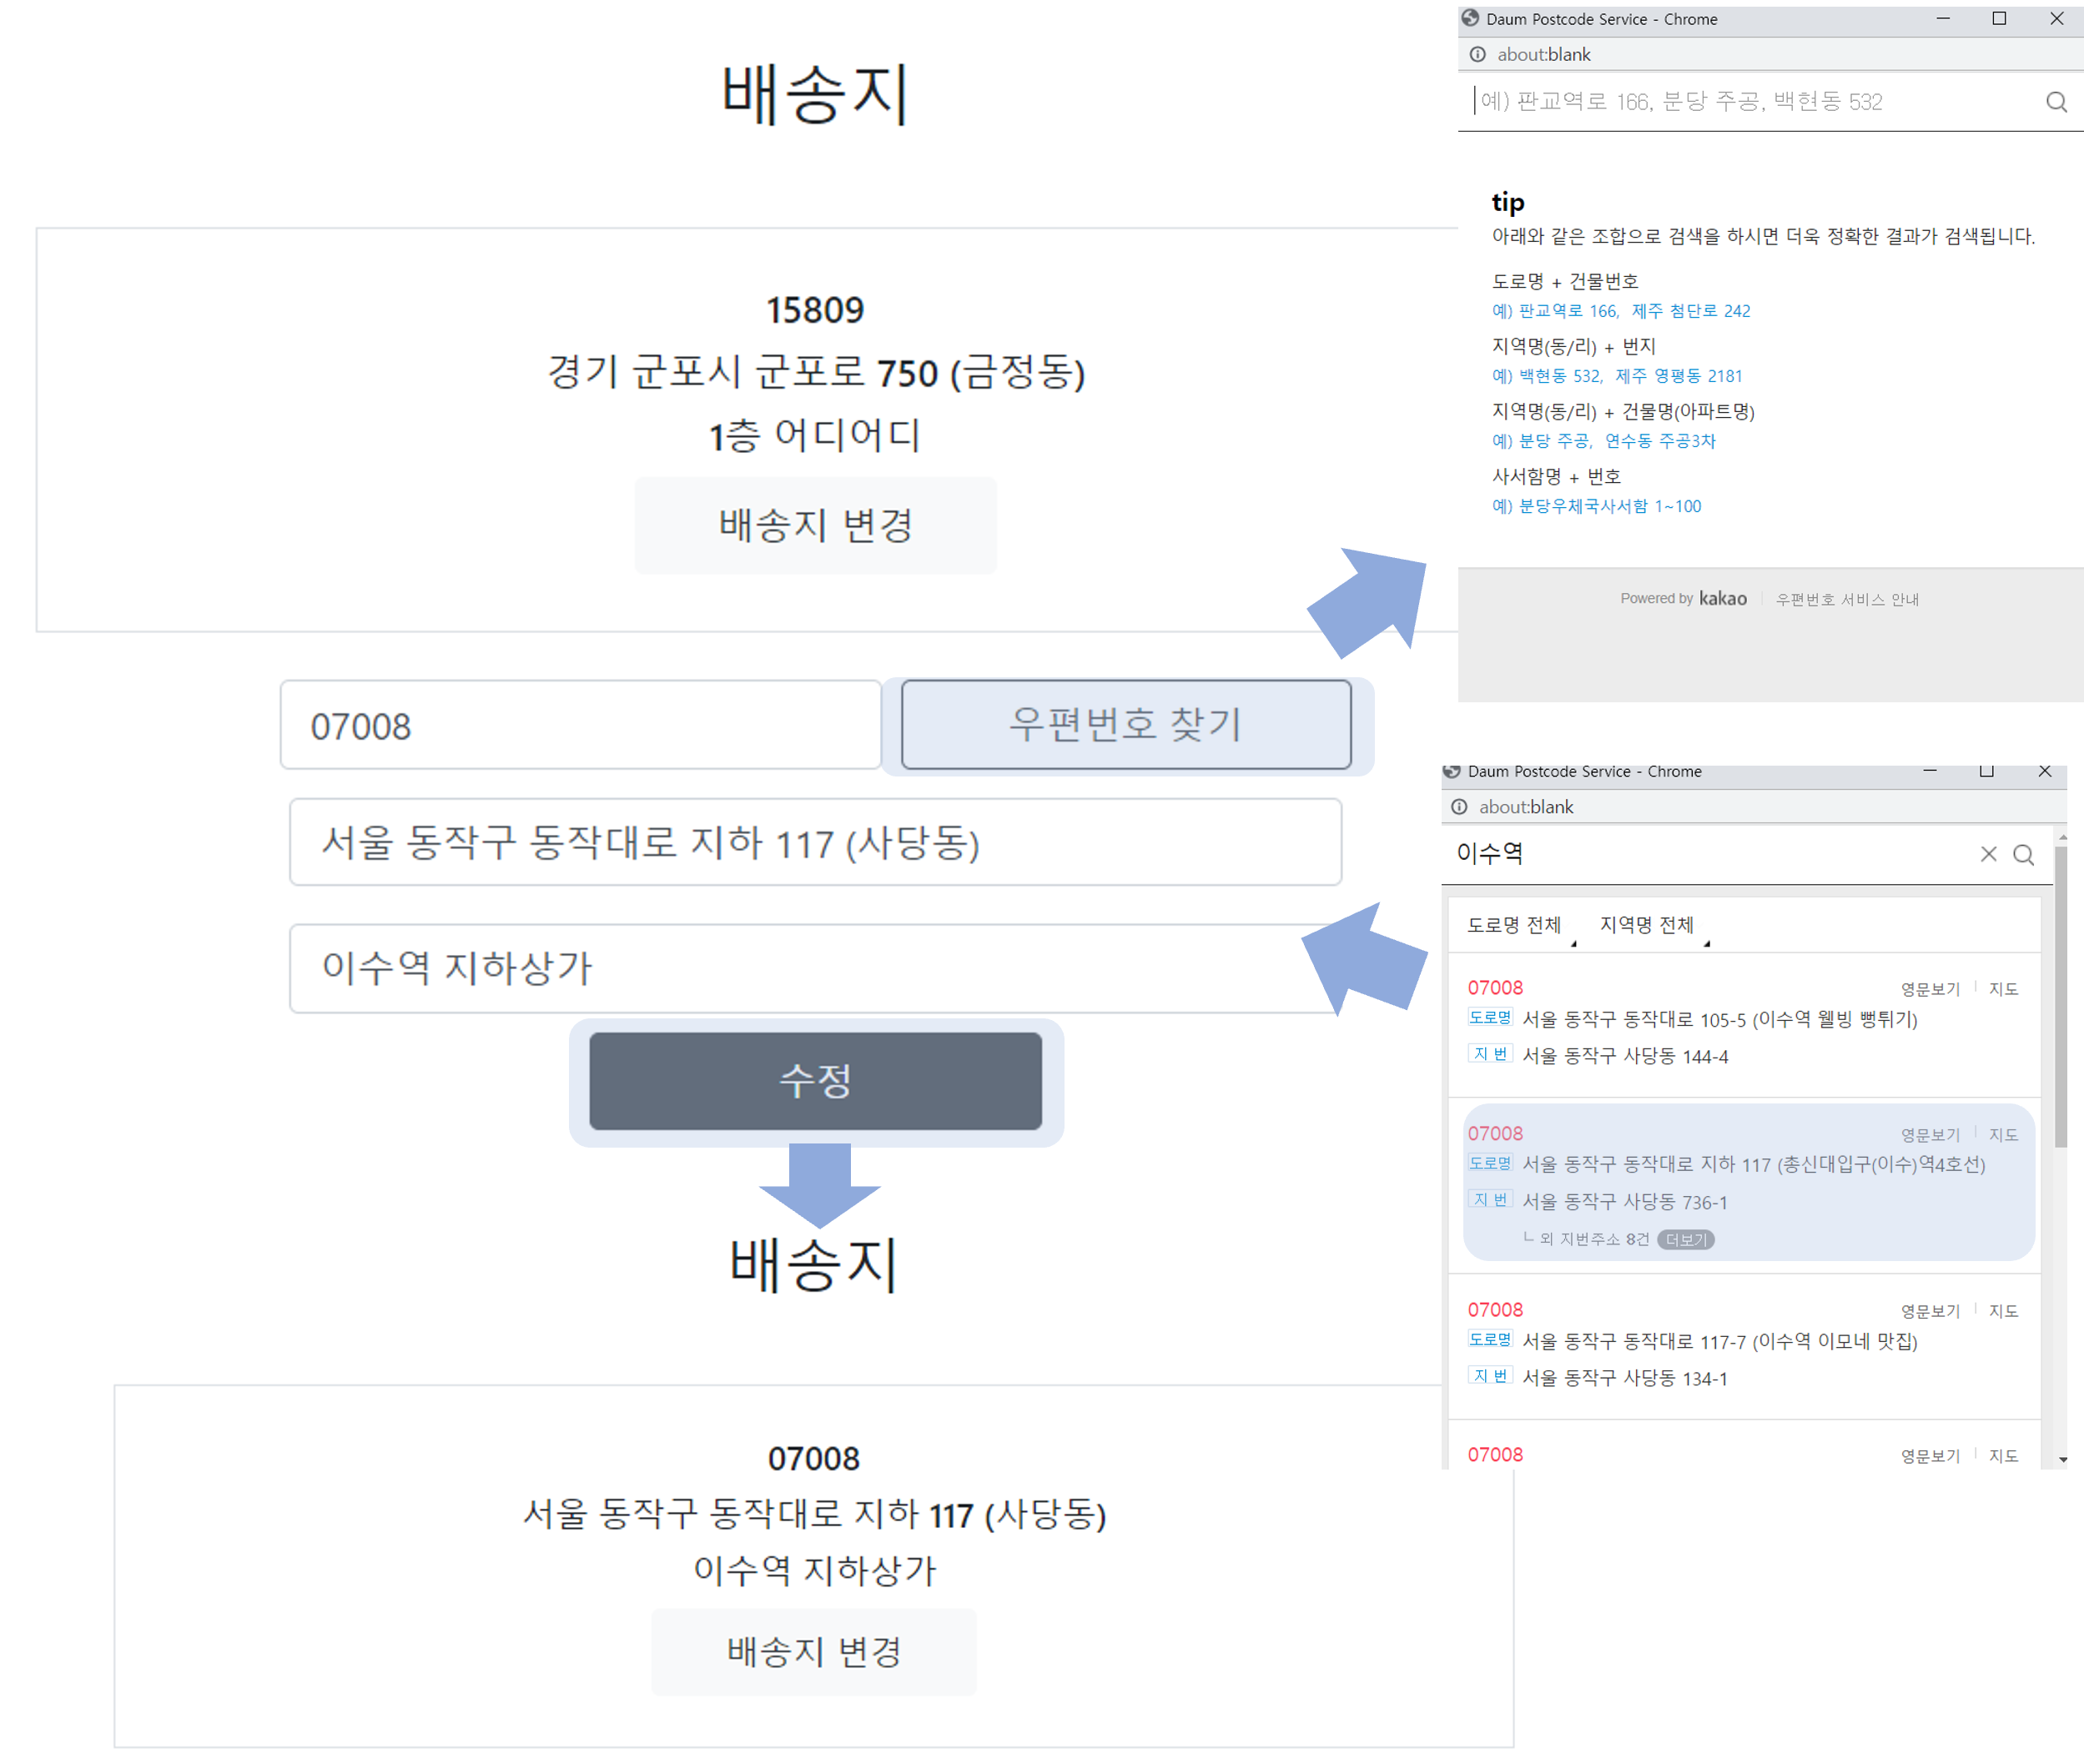 배송지
15809
경기 군포시 군포로 750 (금정동)
1층 어디어디
배송지 변경
07008
우편번호 찾기
서울 동작구 동작대로 지하 117 (사당동)
이수역 지하상가
수정
배송지
07008
서울 동작구 동작대로 지하 117 (사당동)
이수역 지하상가
배송지 변경
Daum Postcode Service - Chrome
about:blank
예) 판교역로 166, 분당 주공, 백현동 532
tip
아래와 같은 조합으로 검색을 하시면 더욱 정확한 결과가 검색됩니다.
도로명 + 건물번호
예) 판교역로 166, 제주 첨단로 242
지역명(동/리) + 번지
예) 백현동 532, 제주 영평동 2181
지역명(동/리) + 건물명(아파트명)
예) 분당 주공, 연수동 주공3차
사서함명 + 번호
예) 분당우체국사서함 1~100
Powered by kakao 우편번호 서비스 안내
Daum Postcode Service - Chrome
about:blank
이수역
도로명 전체 지역명 전체
07008 영문보기 지도
도로명 서울 동작구 동작대로 105-5 (이수역 웰빙 뻥튀기)
지 번 서울 동작구 사당동 144-4
07008 영문보기 지도
도로명 서울 동작구 동작대로 지하 117 (총신대입구(이수)역4호선)
지 번 서울 동작구 사당동 736-1
ㄴ 외 지번주소 8건 더보기
07008 영문보기 지도
도로명 서울 동작구 동작대로 117-7 (이수역 이모네 맛집)
지 번 서울 동작구 사당동 134-1
07008 영문보기 지도